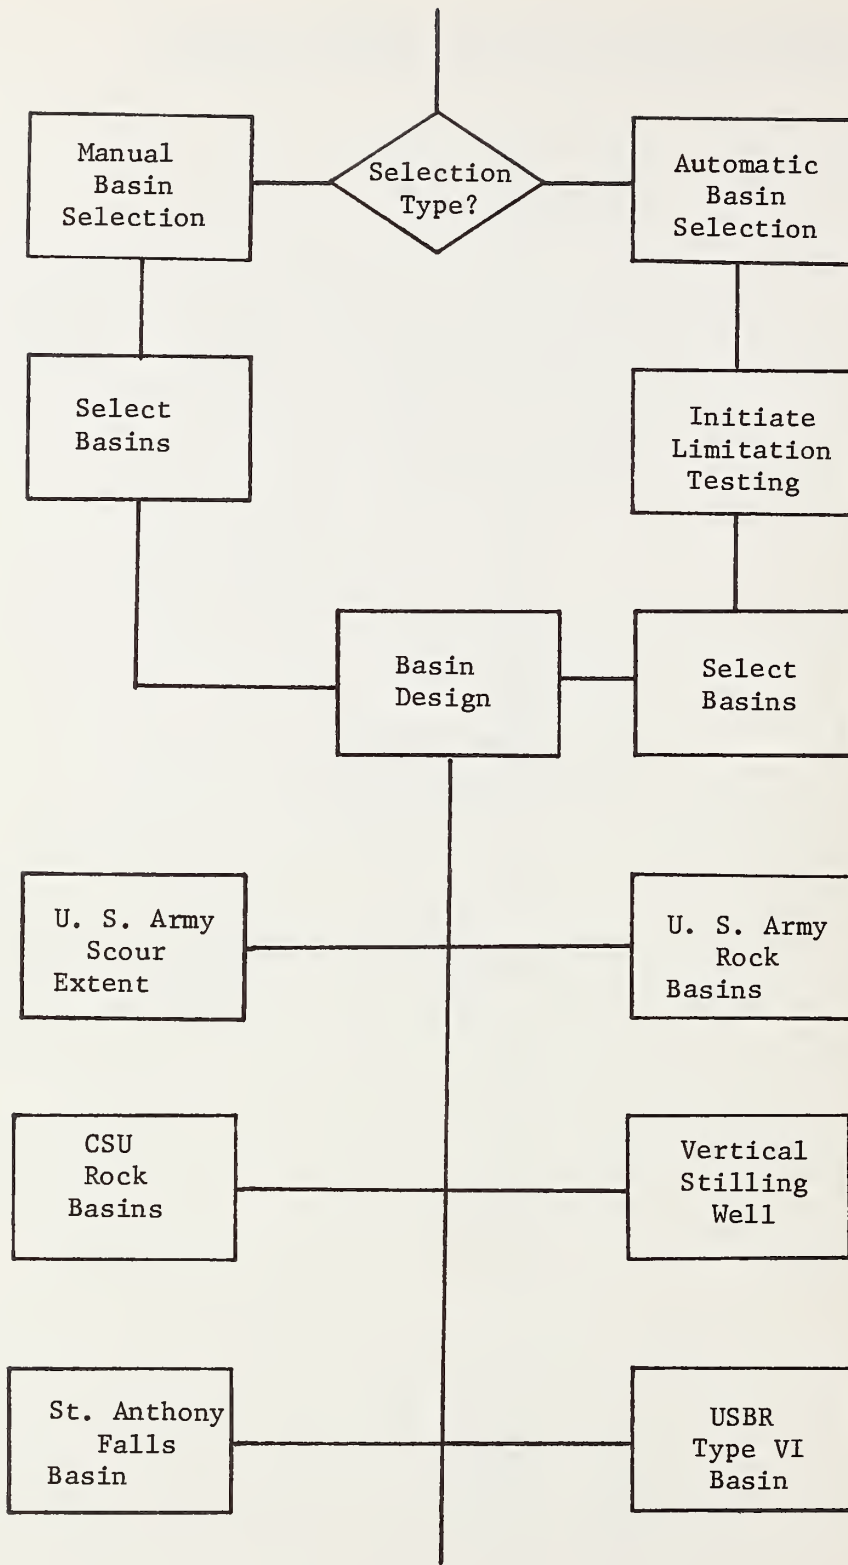 Manual
Basin
Selection
Selection
Type?
Automatic
Basin
Selection
Select
Basins
Initiate
Limitation
Testing
Basin
Design
Select
Basins
U. S. Army
Scour
Extent
U. S. Army
Rock
Basins
CSU
Rock
Basins
Vertical
Stilling
Well
St. Anthony
Falls
Basin
USBR
Type VI
Basin